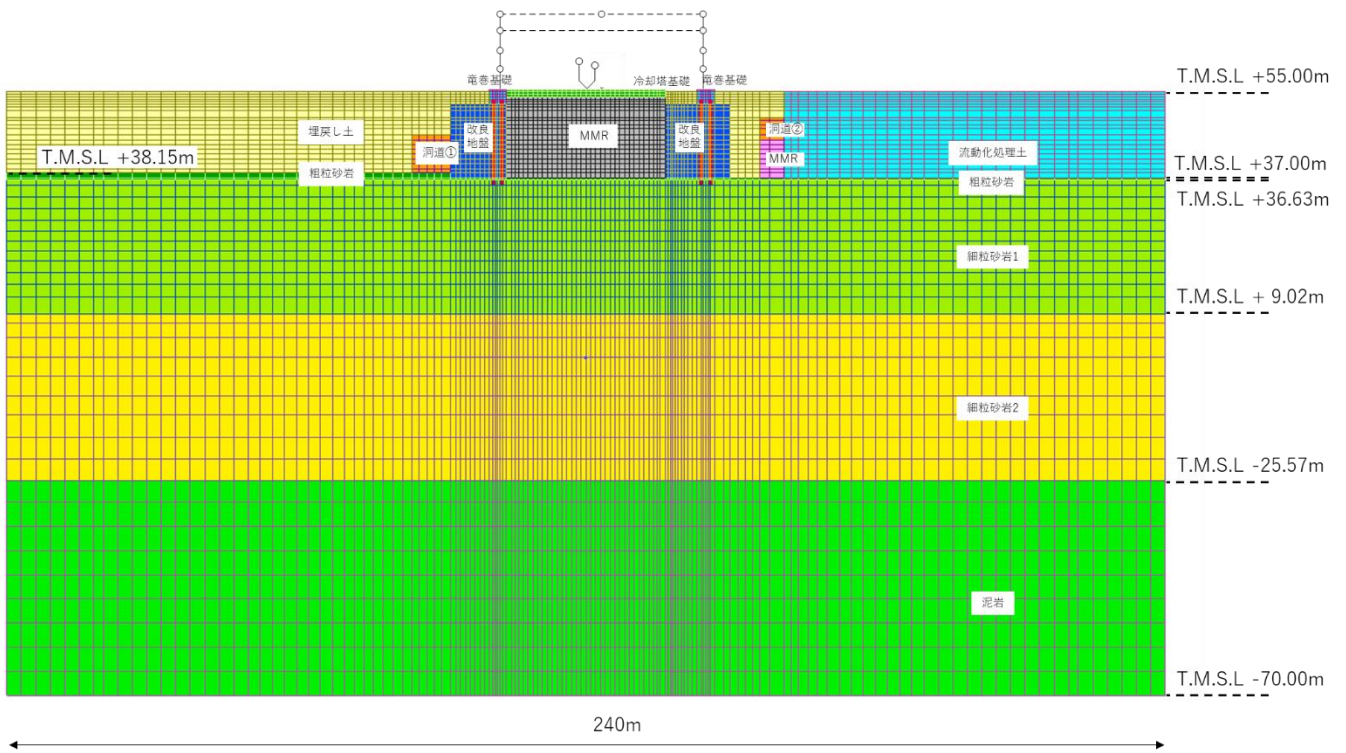 T.M.S.L +55.00m
竜巻基礎
冷却塔基礎
竜巻基礎
埋戻し土
改良
地盤
MMR
改良
地盤
洞道②
洞道①
MMR
流動化処理土
T.M.S.L +38.15m
T.M.S.L +37.00m
粗粒砂岩
粗粒砂岩
T.M.S.L +36.63m
細粒砂岩1
T.M.S.L + 9.02m
細粒砂岩2
T.M.S.L -25.57m
泥岩
T.M.S.L -70.00m
240m